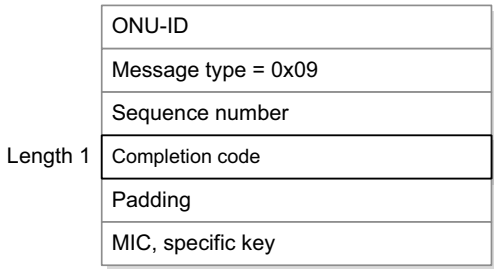 ONU-ID
Message type = 0x09
Sequence number
Length 1
Completion code
Padding
MIC, specific key